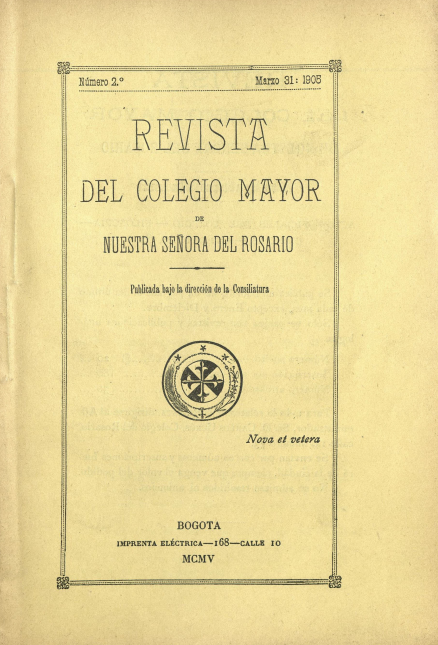 Número 2.° Marzo 31: 1905
REVISTA
DEL COLEGIO MAYOR
DE
NUESTRA SEÑORA DEL ROSARIO
Publicada bajo la dirección de la Consiliatura
Nova et vetera
BOGOTA
IMPRENTA ELÉCTRICA—168—CALLE 10
MCMV